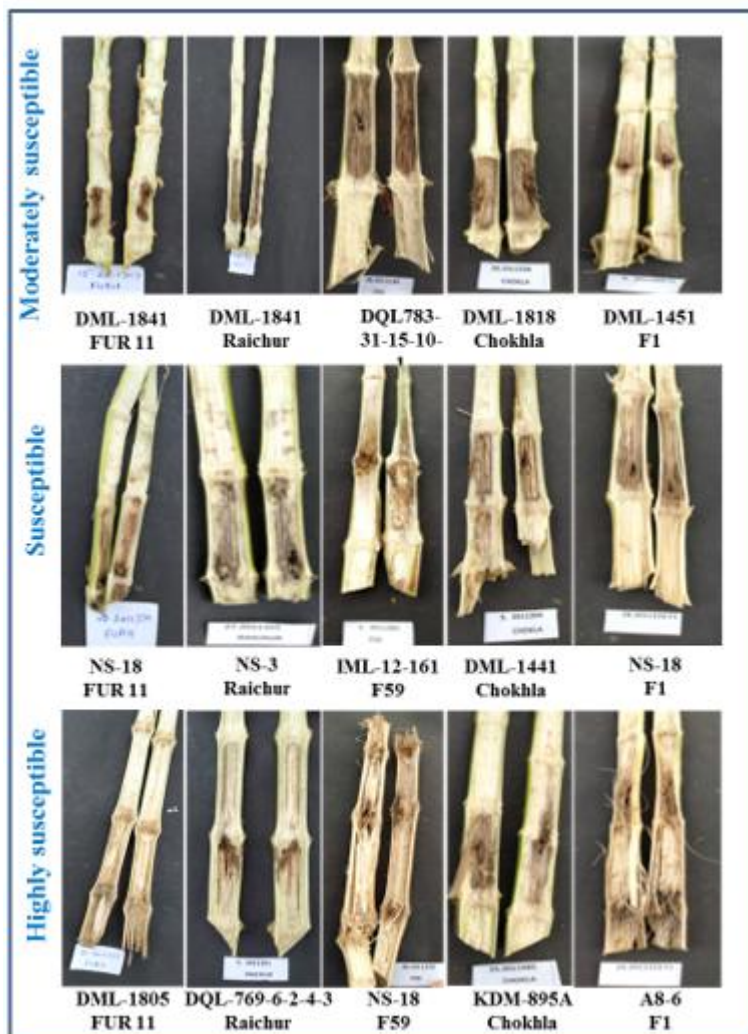 Moderately susceptible
DML-1841
FUR 11
DML-1841
Raichur
DQL783-
31-15-10-
DML-1818
Chokhla
DML-1451
F1
Susceptible
NS-18
FUR 11
NS-3
Raichur
IML-12-161
F59
DML-1441
Chokhla
NS-18
F1
Highly susceptible
DML-1805
FUR 11
DQL-769-6-2-4-3
Raichur
NS-18
F59
KDM-895A
Chokhla
A8-6
F1